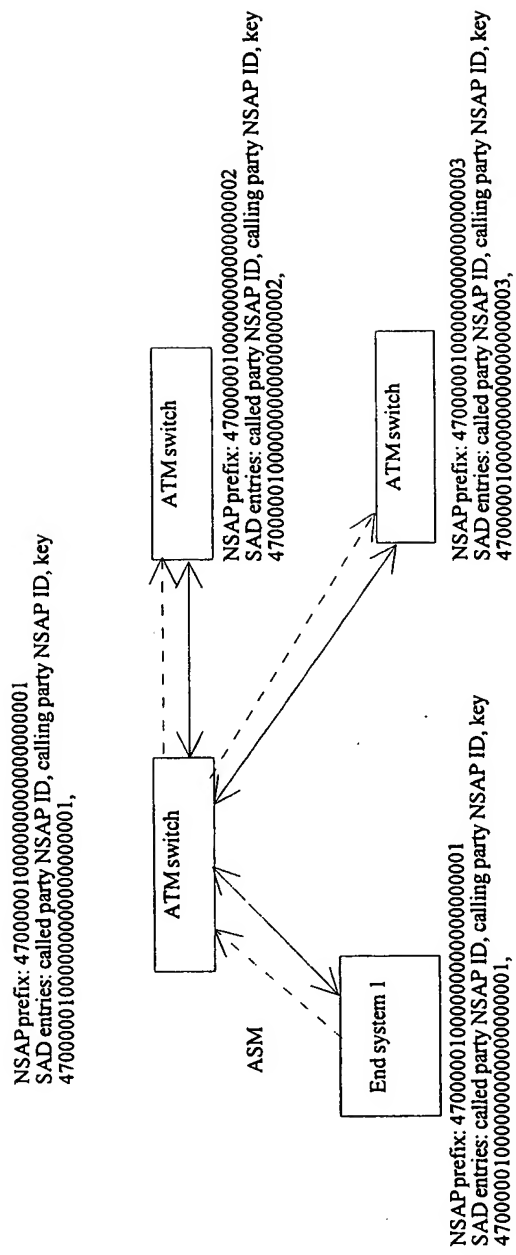 NSAP prefix: 47000001000000000000000001
SAD entries: called party NSAP ID, calling party NSAP ID, key
47000001000000000000000001,
ATM switch
ATM switch
NSAP prefix: 47000001000000000000000002
SAD entries: called party NSAP ID, calling party NSAP ID, key
47000001000000000000000002,
ASM
End system 1
ATM switch
NSAP prefix: 47000001000000000000000001
SAD entries: called party NSAP ID, calling party NSAP ID, key
47000001000000000000000001,
NSAP prefix: 47000001000000000000000003
SAD entries: called party NSAP ID, calling party NSAP ID, key
47000001000000000000000003,